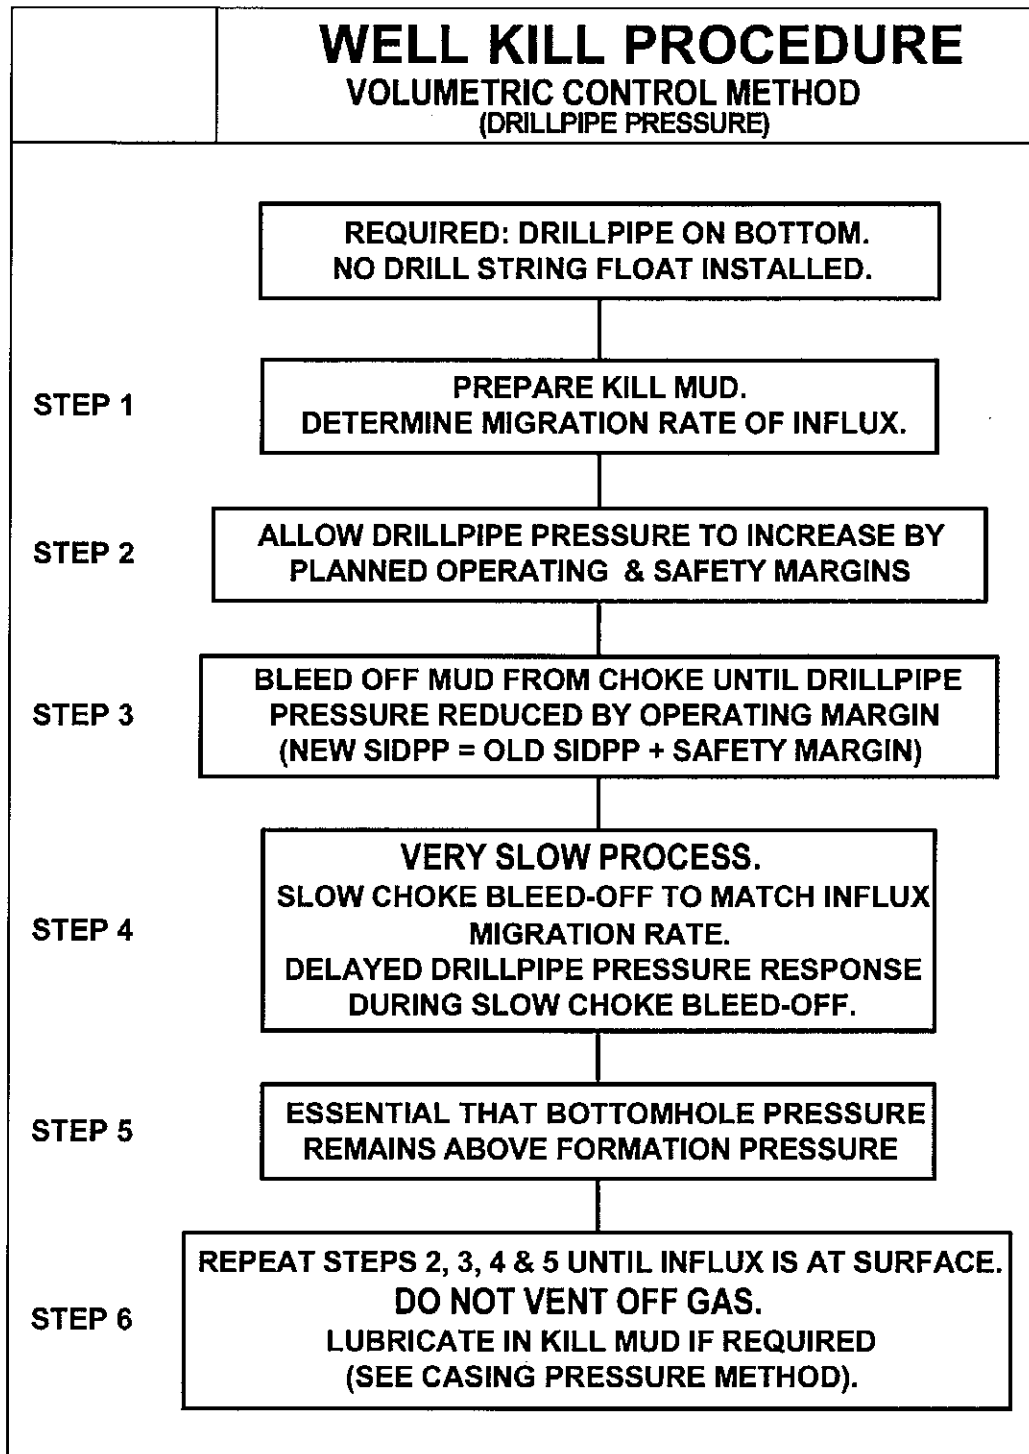 WELL KILL PROCEDURE
VOLUMETRIC CONTROL METHOD
(DRILLPIPE PRESSURE)
REQUIRED: DRILLPIPE ON BOTTOM.
NO DRILL STRING FLOAT INSTALLED.
STEP 1
PREPARE KILL MUD.
DETERMINE MIGRATION RATE OF INFLUX.
STEP 2
ALLOW DRILLPIPE PRESSURE TO INCREASE BY
PLANNED OPERATING & SAFETY MARGINS
STEP 3
BLEED OFF MUD FROM CHOKE UNTIL DRILLPIPE
PRESSURE REDUCED BY OPERATING MARGIN
(NEW SIDPP = OLD SIDPP + SAFETY MARGIN)
STEP 4
VERY SLOW PROCESS.
SLOW CHOKE BLEED-OFF TO MATCH INFLUX
MIGRATION RATE.
DELAYED DRILLPIPE PRESSURE RESPONSE
DURING SLOW CHOKE BLEED-OFF.
STEP 5
ESSENTIAL THAT BOTTOMHOLE PRESSURE
REMAINS ABOVE FORMATION PRESSURE
STEP 6
REPEAT STEPS 2, 3, 4 & 5 UNTIL INFLUX IS AT SURFACE.
DO NOT VENT OFF GAS.
LUBRICATE IN KILL MUD IF REQUIRED
(SEE CASING PRESSURE METHOD).